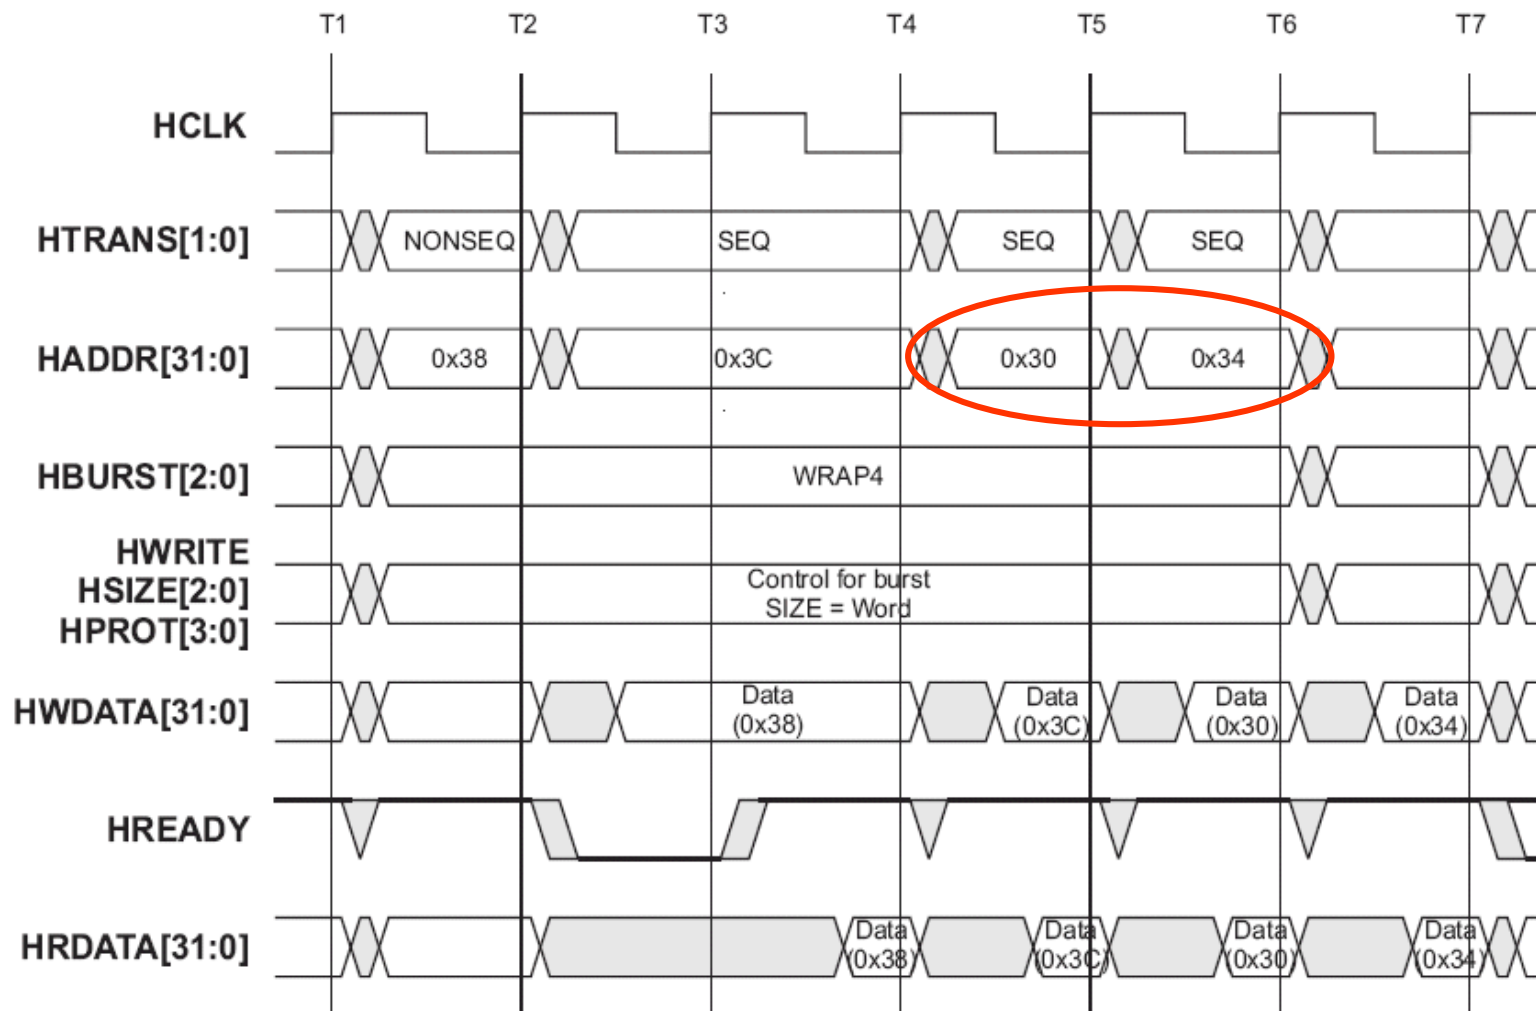 T1 T2 T3 T4 T5 T6 T7
HCLK
HTRANS[1:0] NONSEQ SEQ SEQ SEQ
HADDR[31:0] 0x38 0x3C 0x30 0x34
HBURST[2:0] WRAP4
HWRITE
HSIZE[2:0]
HPROT[3:0]
Control for burst
SIZE = Word
HWDATA[31:0]
Data Data Data Data
(0x38) (0x3C) (0x30) (0x34)
HREADY
HRDATA[31:0]
Data Data Data Data
(0x38) (0x3C) (0x30) (0x34)